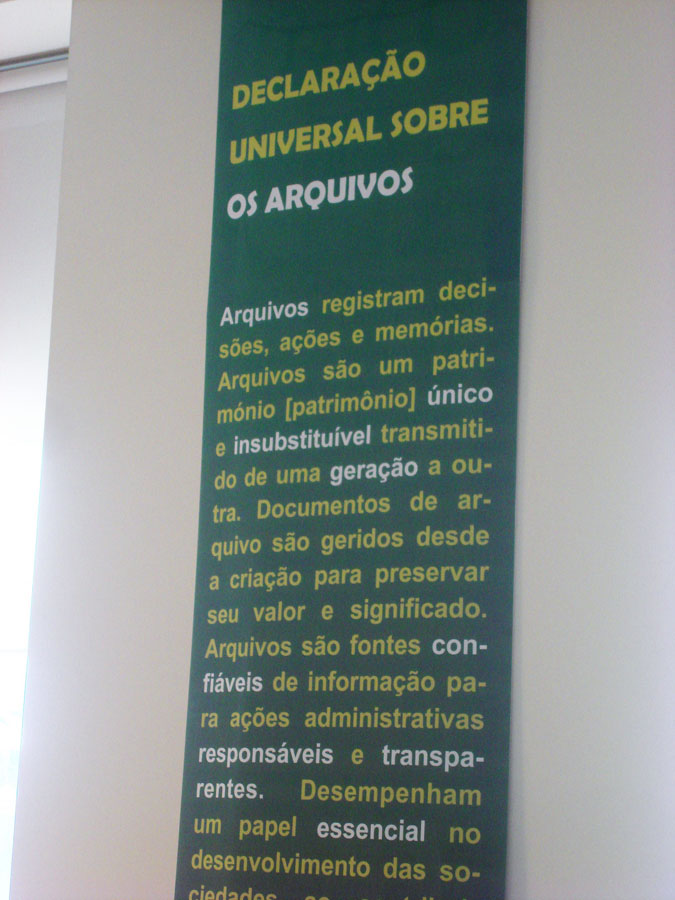 DECLARAÇÃO
UNIVERSAL SOBRE
OS ARQUIVOS
Arquivos registram deci-
sões, ações e memórias.
Arquivos são um patri-
mónio [patrimônio] único
e insubstituível transmiti-
do de uma geração a ou-
tra. Documentos de ar-
quivo são geridos desde
a criação para preservar
seu valor e significado.
Arquivos são fontes con-
fiáveis de informação pa-
ra ações administrativas
responsáveis e transpa-
rentes. Desempenham
um papel essencial no
desenvolvimento das so-
ciedades